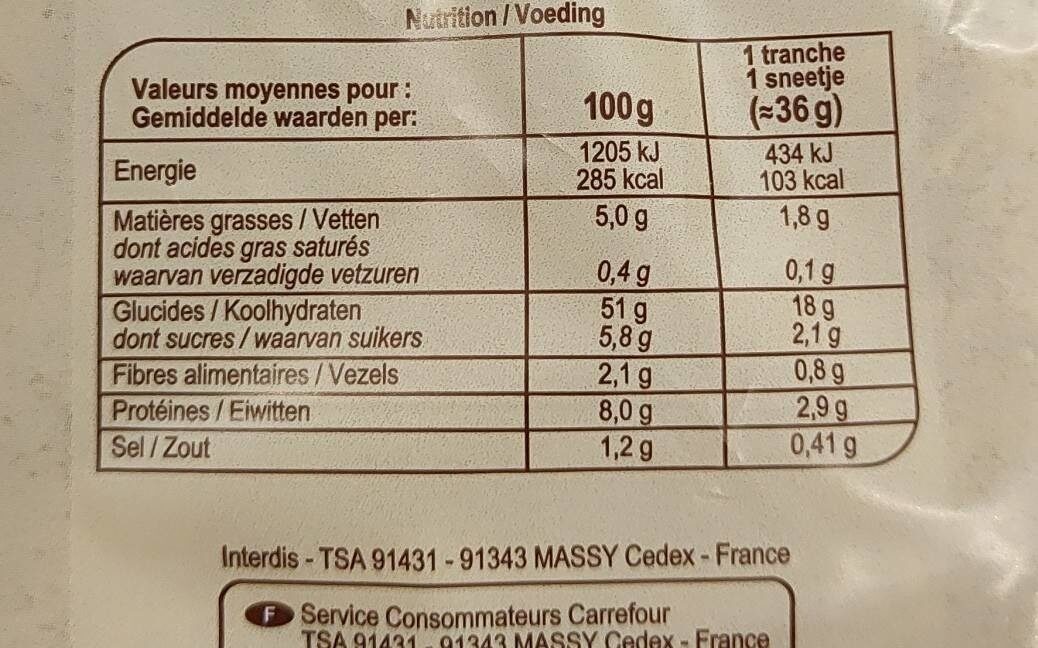 Nutrition / Voeding
Valeurs moyennes pour :
Gemiddelde waarden per:
100 g
1 tranche
1 sneetje
(≈36 g)
Energie
1205 kJ
285 kcal
434 kJ
103 kcal
Matières grasses / Vetten
5,0 g
1,8 g
dont acides gras saturés
waarvan verzadigde vetzuren
0,4 g
0,1 g
Glucides / Koolhydraten
51 g
18 g
dont sucres / waarvan suikers
5,8 g
2,1 g
Fibres alimentaires / Vezels
2,1 g
0,8 g
Protéines / Eiwitten
8,0 g
2,9 g
Sel / Zout
1,2 g
0,41 g
Interdis - TSA 91431 - 91343 MASSY Cedex - France
F Service Consommateurs Carrefour
TSA 91431 - 91343 MASSY Cedex - France